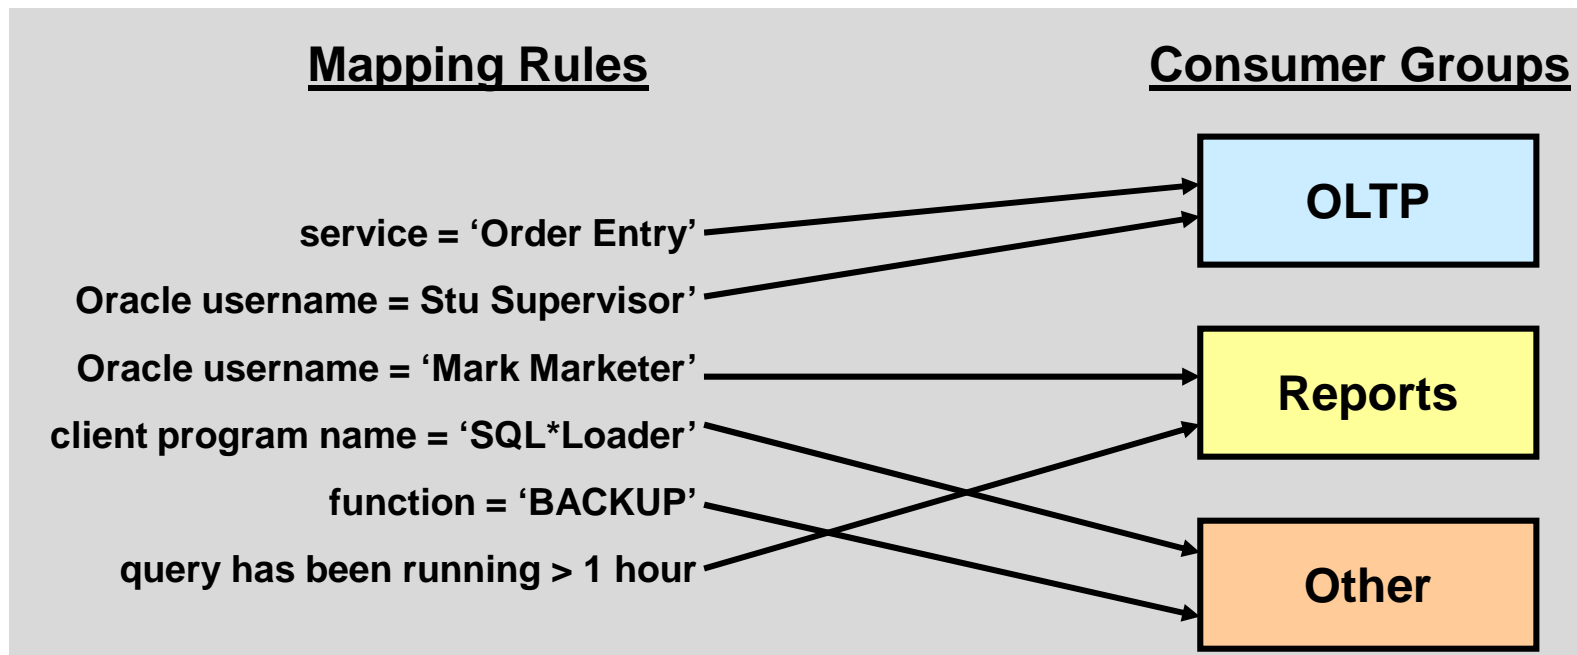 Mapping Rules
Consumer Groups
service = ‘Order Entry’
Oracle username = Stu Supervisor’
Oracle username = ‘Mark Marketer’
client program name = ‘SQL*Loader’
function = ‘BACKUP’
query has been running > 1 hour
OLTP
Reports
Other